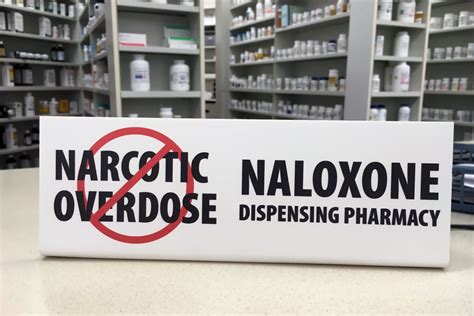 NARCOTIC
OVERDOSE
NALOXONE
DISPENSING PHARMACY